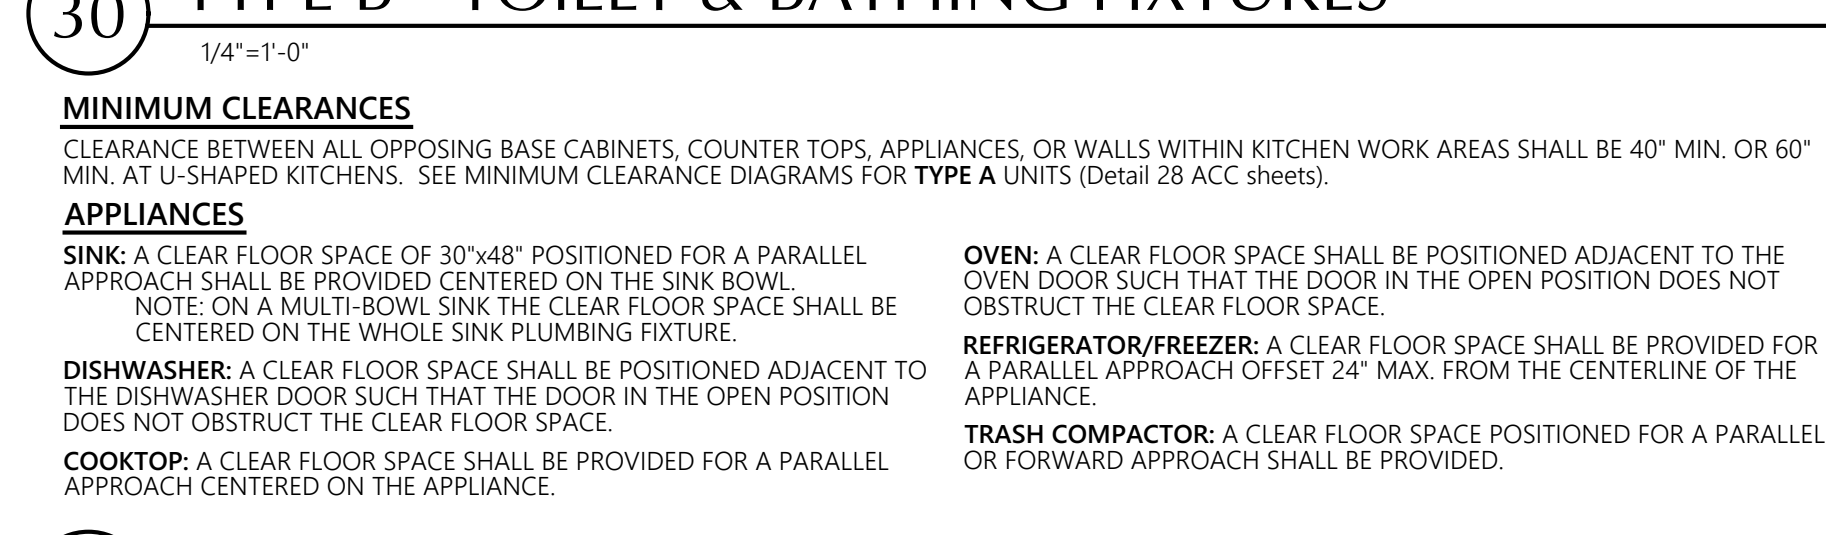 30 TYPE B - TOILET & BATHING FIXTURES
1/4"=1'-0"
MINIMUM CLEARANCES
CLEARANCE BETWEEN ALL OPPOSING BASE CABINETS, COUNTER TOPS, APPLIANCES, OR WALLS WITHIN KITCHEN WORK AREAS SHALL BE 40" MIN. OR 60"
MIN. AT U-SHAPED KITCHENS.  SEE MINIMUM CLEARANCE DIAGRAMS FOR TYPE A UNITS (Detail 28 ACC sheets).
APPLIANCES
SINK: A CLEAR FLOOR SPACE OF 30"x48" POSITIONED FOR A PARALLEL
APPROACH SHALL BE PROVIDED CENTERED ON THE SINK BOWL.
NOTE: ON A MULTI-BOWL SINK THE CLEAR FLOOR SPACE SHALL BE
CENTERED ON THE WHOLE SINK PLUMBING FIXTURE.
DISHWASHER: A CLEAR FLOOR SPACE SHALL BE POSITIONED ADJACENT TO
THE DISHWASHER DOOR SUCH THAT THE DOOR IN THE OPEN POSITION
DOES NOT OBSTRUCT THE CLEAR FLOOR SPACE.
COOKTOP: A CLEAR FLOOR SPACE SHALL BE PROVIDED FOR A PARALLEL
APPROACH CENTERED ON THE APPLIANCE.
OVEN: A CLEAR FLOOR SPACE SHALL BE POSITIONED ADJACENT TO THE
OVEN DOOR SUCH THAT THE DOOR IN THE OPEN POSITION DOES NOT
OBSTRUCT THE CLEAR FLOOR SPACE.
REFRIGERATOR/FREEZER: A CLEAR FLOOR SPACE SHALL BE PROVIDED FOR
A PARALLEL APPROACH OFFSET 24" MAX. FROM THE CENTERLINE OF THE
APPLIANCE.
TRASH COMPACTOR: A CLEAR FLOOR SPACE POSITIONED FOR A PARALLEL
OR FORWARD APPROACH SHALL BE PROVIDED.